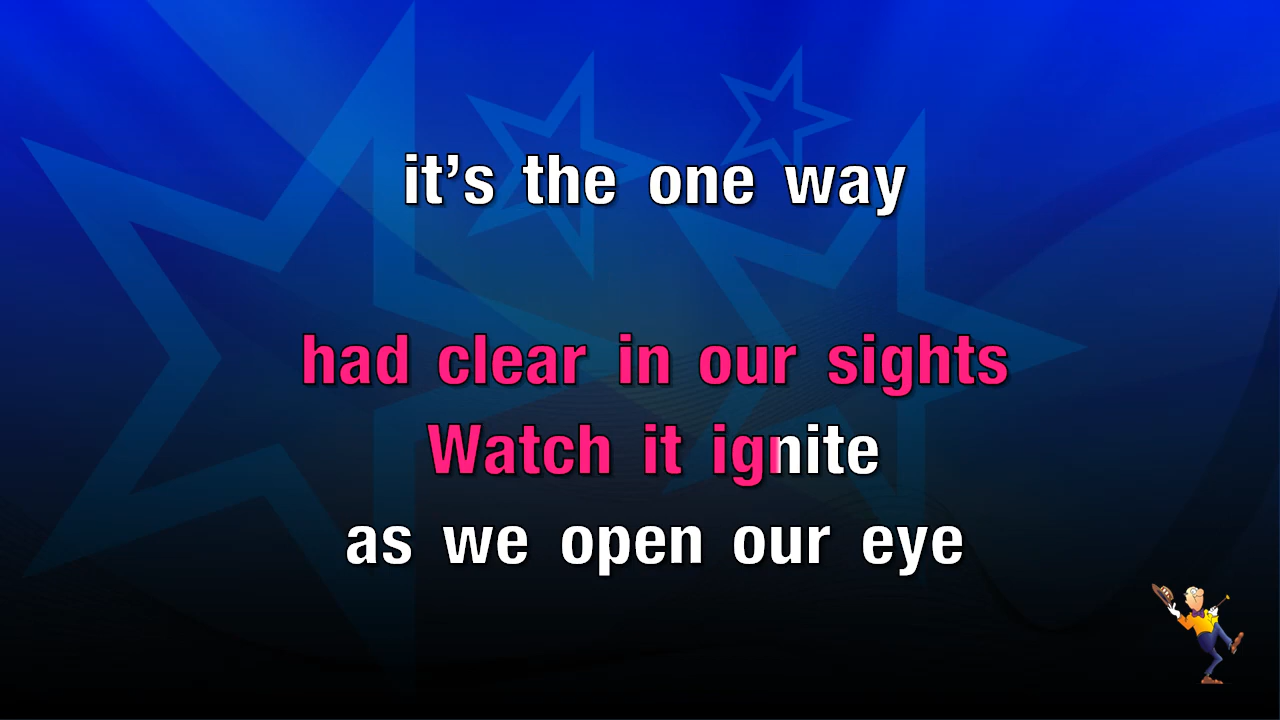 it’s the one way
had clear in our sights
Watch it ignite
as we open our eye